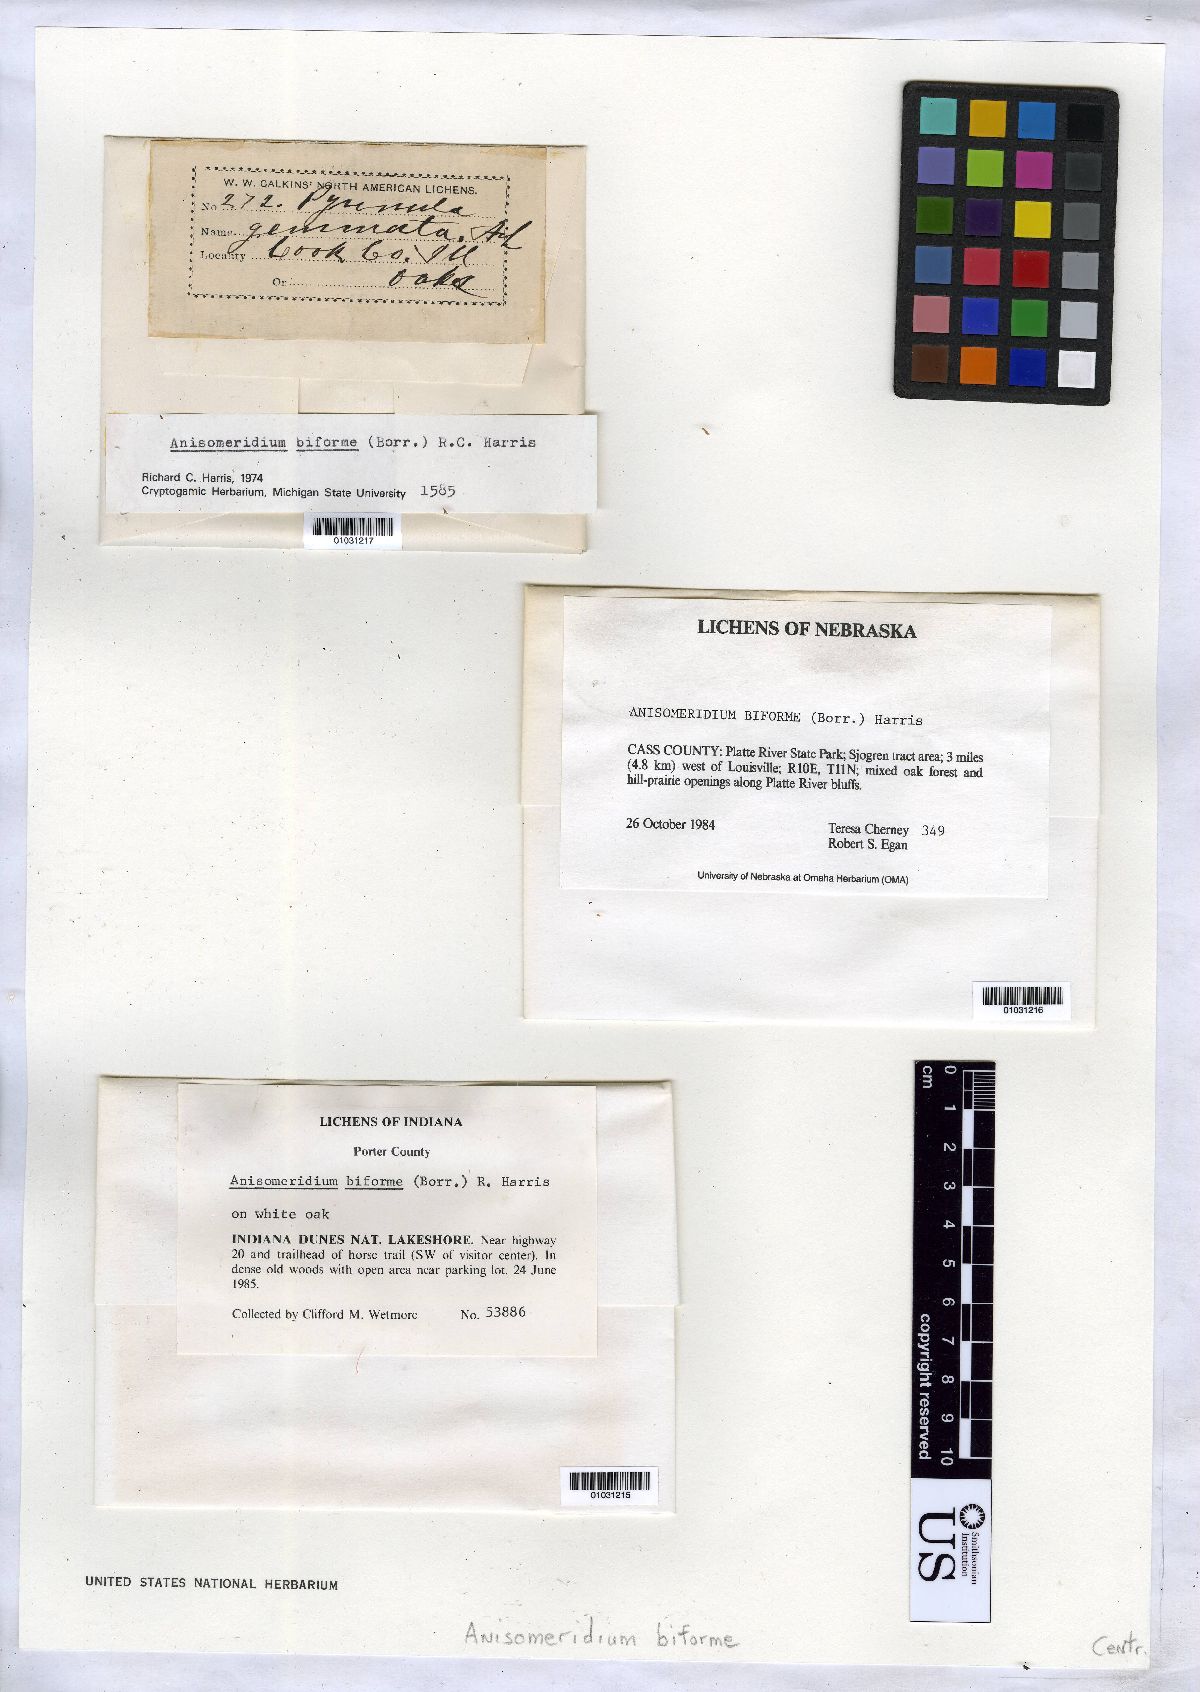 W. W. CALKINS' NORTH AMERICAN LICHENS.
No 272. Pyrenula
Name. gemmata. Ach
Locality Cook Co. Ill
On oaks
Anisomeridium biforme (Borr.) R.C. Harris
Richard C. Harris, 1974
Cryptogamic Herbarium, Michigan State University 1585
01031217
LICHENS OF NEBRASKA
ANISOMERIDIUM BIFORME (Borr.) Harris
CASS COUNTY: Platte River State Park; Sjogren tract area; 3 miles
(4.8 km) west of Louisville; R10E, T11N; mixed oak forest and
hill-prairie openings along Platte River bluffs.
26 October 1984
Teresa Cherney 349
Robert S. Egan
University of Nebraska at Omaha Herbarium (OMA)
01031216
LICHENS OF INDIANA
Porter County
Anisomeridium biforme (Borr.) R. Harris
on white oak
INDIANA DUNES NAT. LAKESHORE. Near highway
20 and trailhead of horse trail (SW of visitor center). In
dense old woods with open area near parking lot. 24 June
1985.
Collected by Clifford M. Wetmore No. 53886
01031215
cm
0 1 2 3 4 5 6 7 8 9 10
copyright reserved
US
Smithsonian
Institution
UNITED STATES NATIONAL HERBARIUM
Anisomeridium biforme
Centr.